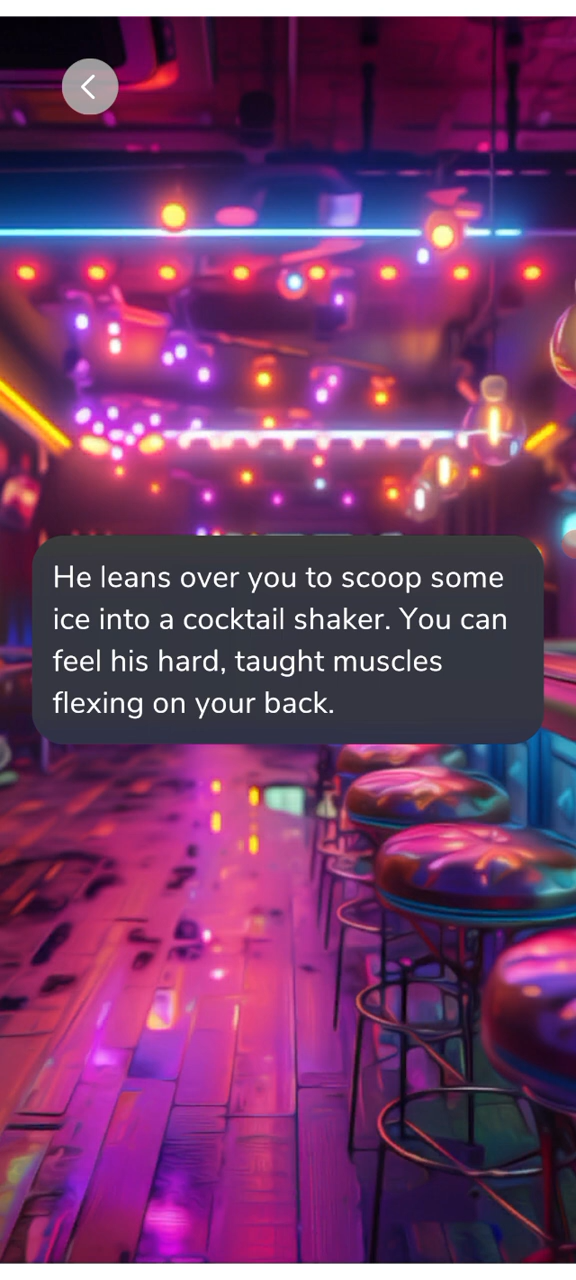 He leans over you to scoop some
ice into a cocktail shaker. You can
feel his hard, taught muscles
flexing on your back.